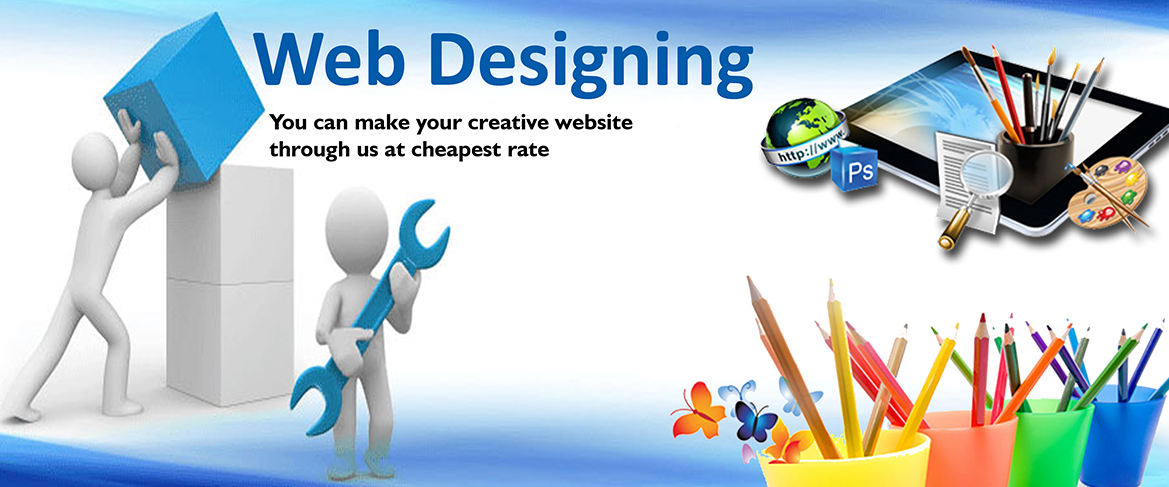 Web Designing
You can make your creative website
through us at cheapest rate
http://www.
Ps